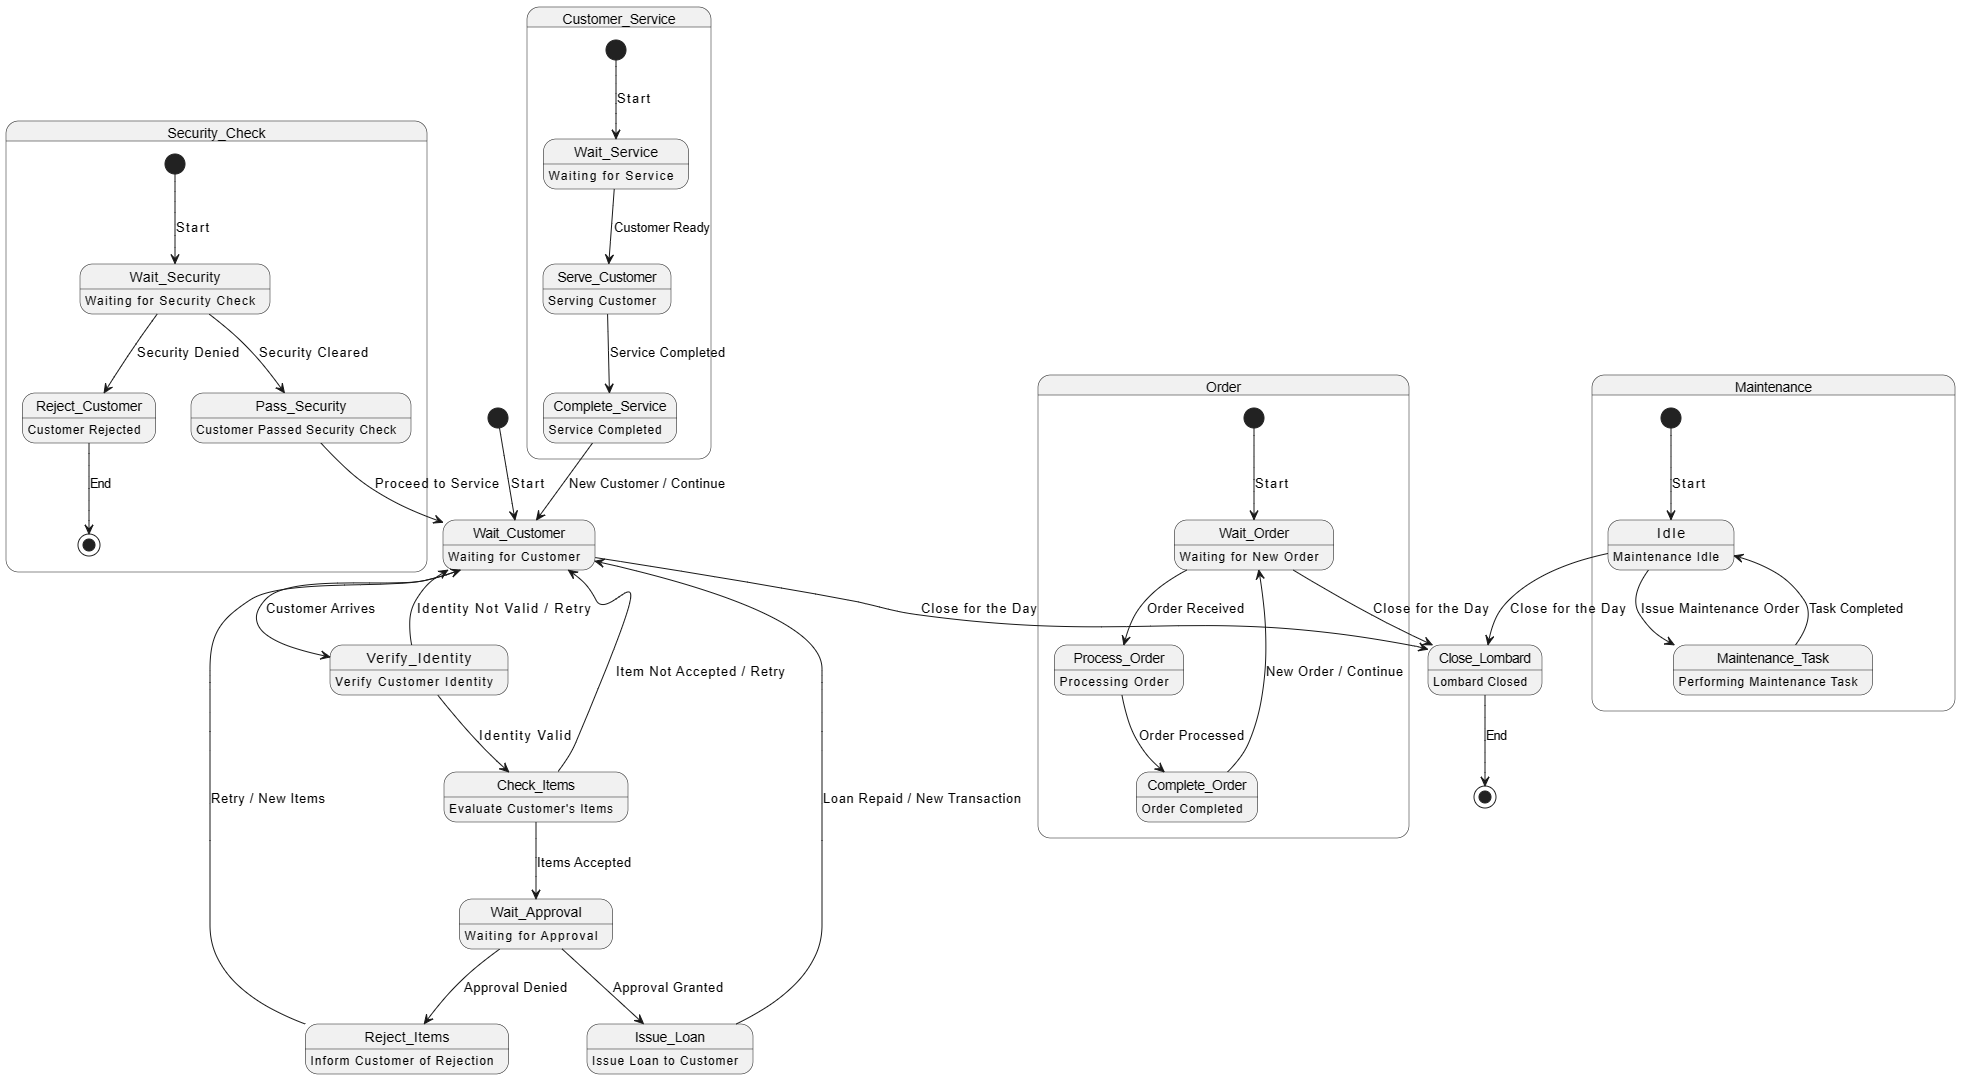 Customer_Service
Start
Wait_Service
Waiting for Service
Customer Ready
Serve_Customer
Serving Customer
Service Completed
Complete_Service
Service Completed
New Customer / Continue
Security_Check
Start
Wait_Security
Waiting for Security Check
Security Denied
Security Cleared
Reject_Customer
Customer Rejected
Pass_Security
Customer Passed Security Check
End
Proceed to Service
Start
Wait_Customer
Waiting for Customer
Customer Arrives
Identity Not Valid / Retry
Verify_Identity
Verify Customer Identity
Item Not Accepted / Retry
Identity Valid
Check_Items
Evaluate Customer's Items
Retry / New Items
Loan Repaid / New Transaction
Items Accepted
Wait_Approval
Waiting for Approval
Approval Denied
Approval Granted
Reject_Items
Inform Customer of Rejection
Issue_Loan
Issue Loan to Customer
Close for the Day
Order
Start
Wait_Order
Waiting for New Order
Order Received
Close for the Day
Process_Order
Processing Order
New Order / Continue
Order Processed
Complete_Order
Order Completed
Close_Lombard
Lombard Closed
End
Maintenance
Start
Idle
Maintenance Idle
Close for the Day
Issue Maintenance Order
Task Completed
Maintenance_Task
Performing Maintenance Task